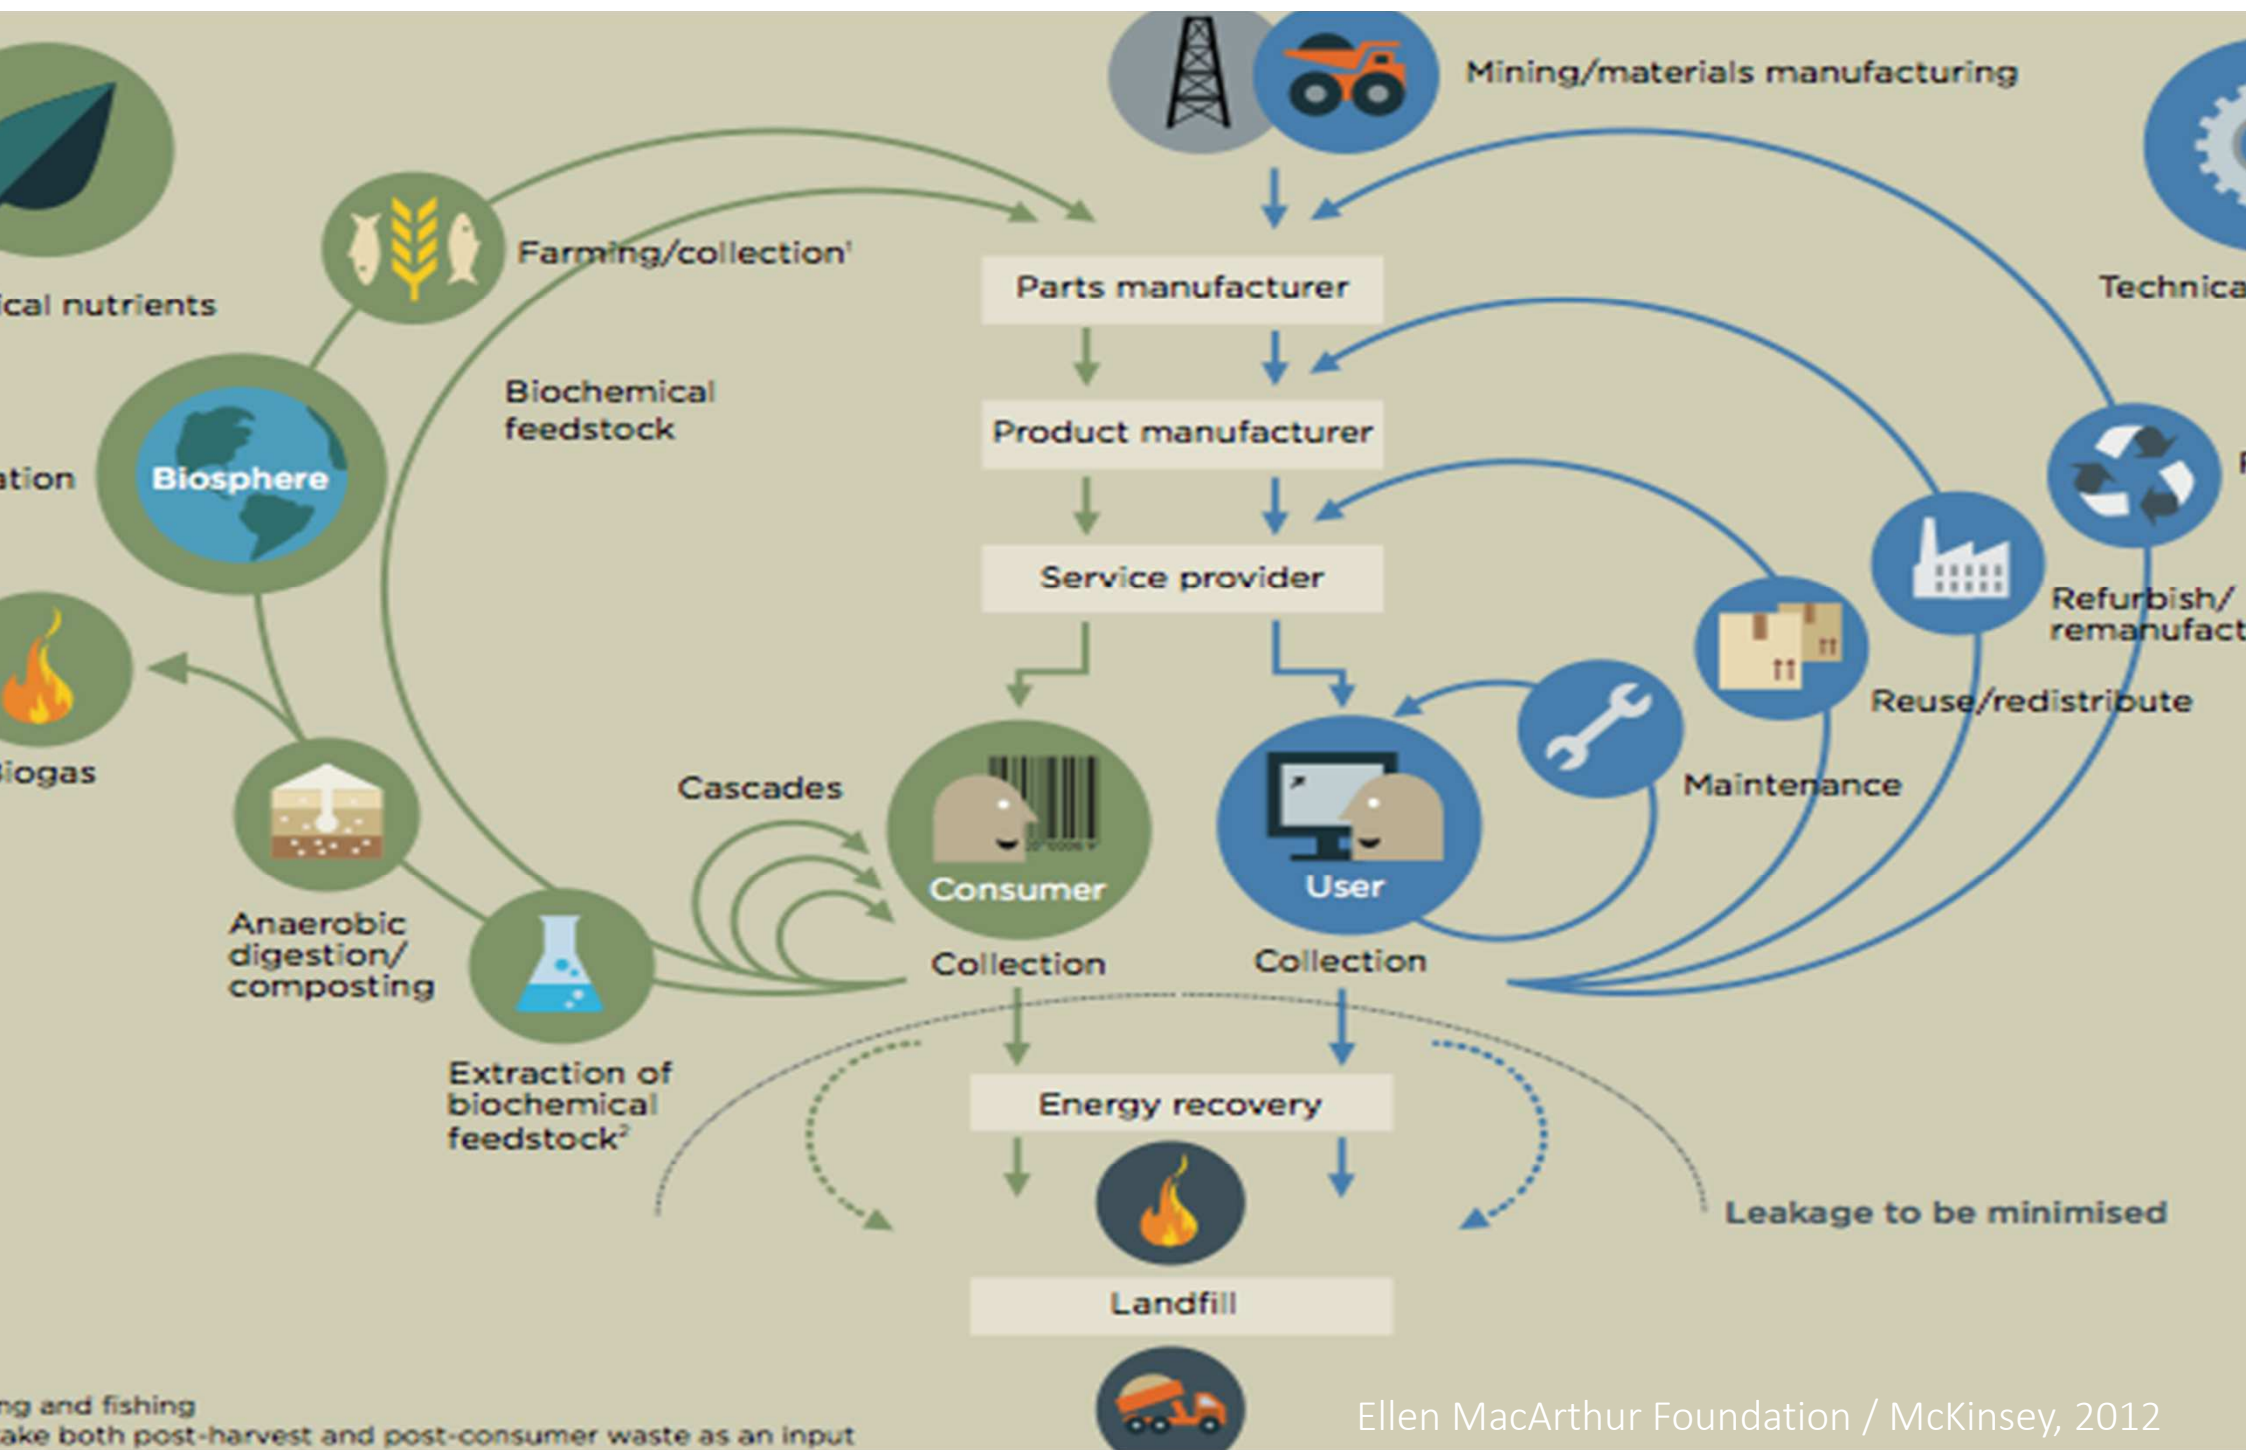 Mining/materials manufacturing
Farming/collection¹
Parts manufacturer
ical nutrients
Technica
Biochemical
feedstock
Product manufacturer
ation
Biosphere
Service provider
Refurbish/
remanufact
Reuse/redistribute
Biogas
Cascades
Maintenance
Consumer
User
Anaerobic
digestion/
composting
Collection
Collection
Extraction of
biochemical
feedstock²
Energy recovery
Leakage to be minimised
Landfill
ng and fishing
ake both post-harvest and post-consumer waste as an input
Ellen MacArthur Foundation / McKinsey, 2012